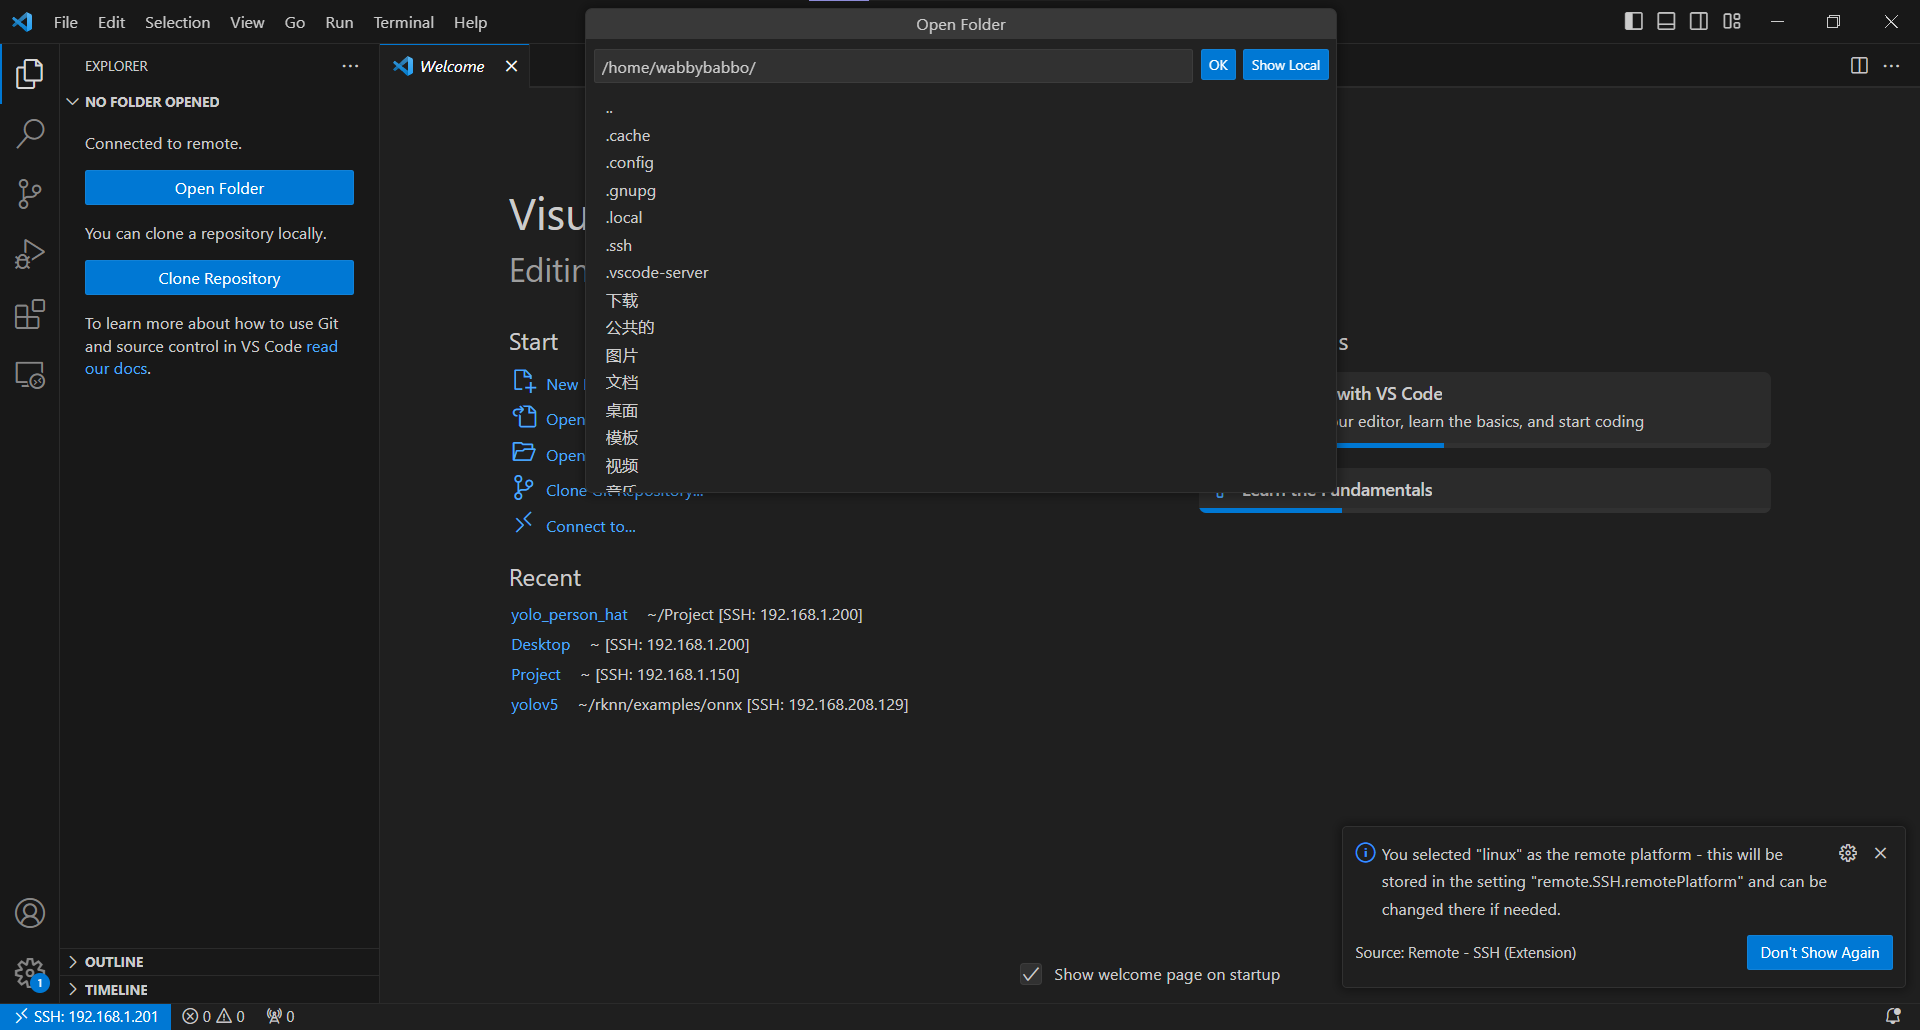 File Edit Selection View Go Run Terminal Help
Open Folder
EXPLORER
NO FOLDER OPENED
Connected to remote.
Open Folder
You can clone a repository locally.
Clone Repository
To learn more about how to use Git
and source control in VS Code read
our docs.
OUTLINE
TIMELINE
Welcome
/home/wabbybabbo/
OK
Show Local
..
.cache
.config
.gnupg
.local
.ssh
.vscode-server
下载
公共的
图片
文档
桌面
模板
视频
音乐
Visu
Editin
Start
New
Open
Open
Clone Git Repository...
Connect to...
Recent
yolo_person_hat ~/Project [SSH: 192.168.1.200]
Desktop ~ [SSH: 192.168.1.200]
Project ~ [SSH: 192.168.1.150]
yolov5 ~/rknn/examples/onnx [SSH: 192.168.208.129]
s
with VS Code
ur editor, learn the basics, and start coding
Learn the Fundamentals
Show welcome page on startup
You selected "linux" as the remote platform - this will be
stored in the setting "remote.SSH.remotePlatform" and can be
changed there if needed.
Source: Remote - SSH (Extension)
Don't Show Again
1
SSH: 192.168.1.201
0 0
0